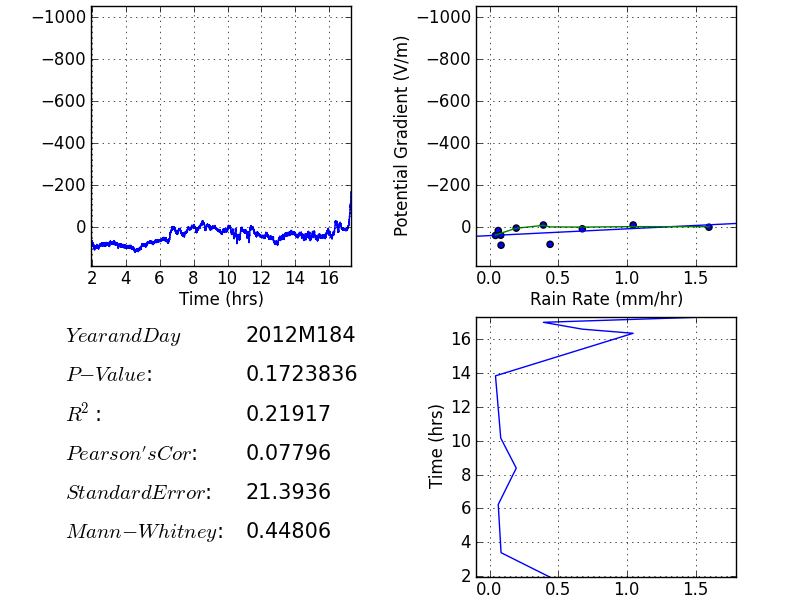 −1000
−800
−600
−400
−200
0
2 4 6 8 10 12 14 16
Time (hrs)
Potential Gradient (V/m)
−1000
−800
−600
−400
−200
0
0.0 0.5 1.0 1.5
Rain Rate (mm/hr)
YearandDay 2012M184
P−Value: 0.1723836
R²: 0.21917
Pearson'sCor: 0.07796
StandardError: 21.3936
Mann−Whitney: 0.44806
Time (hrs)
16
14
12
10
8
6
4
2
0.0 0.5 1.0 1.5